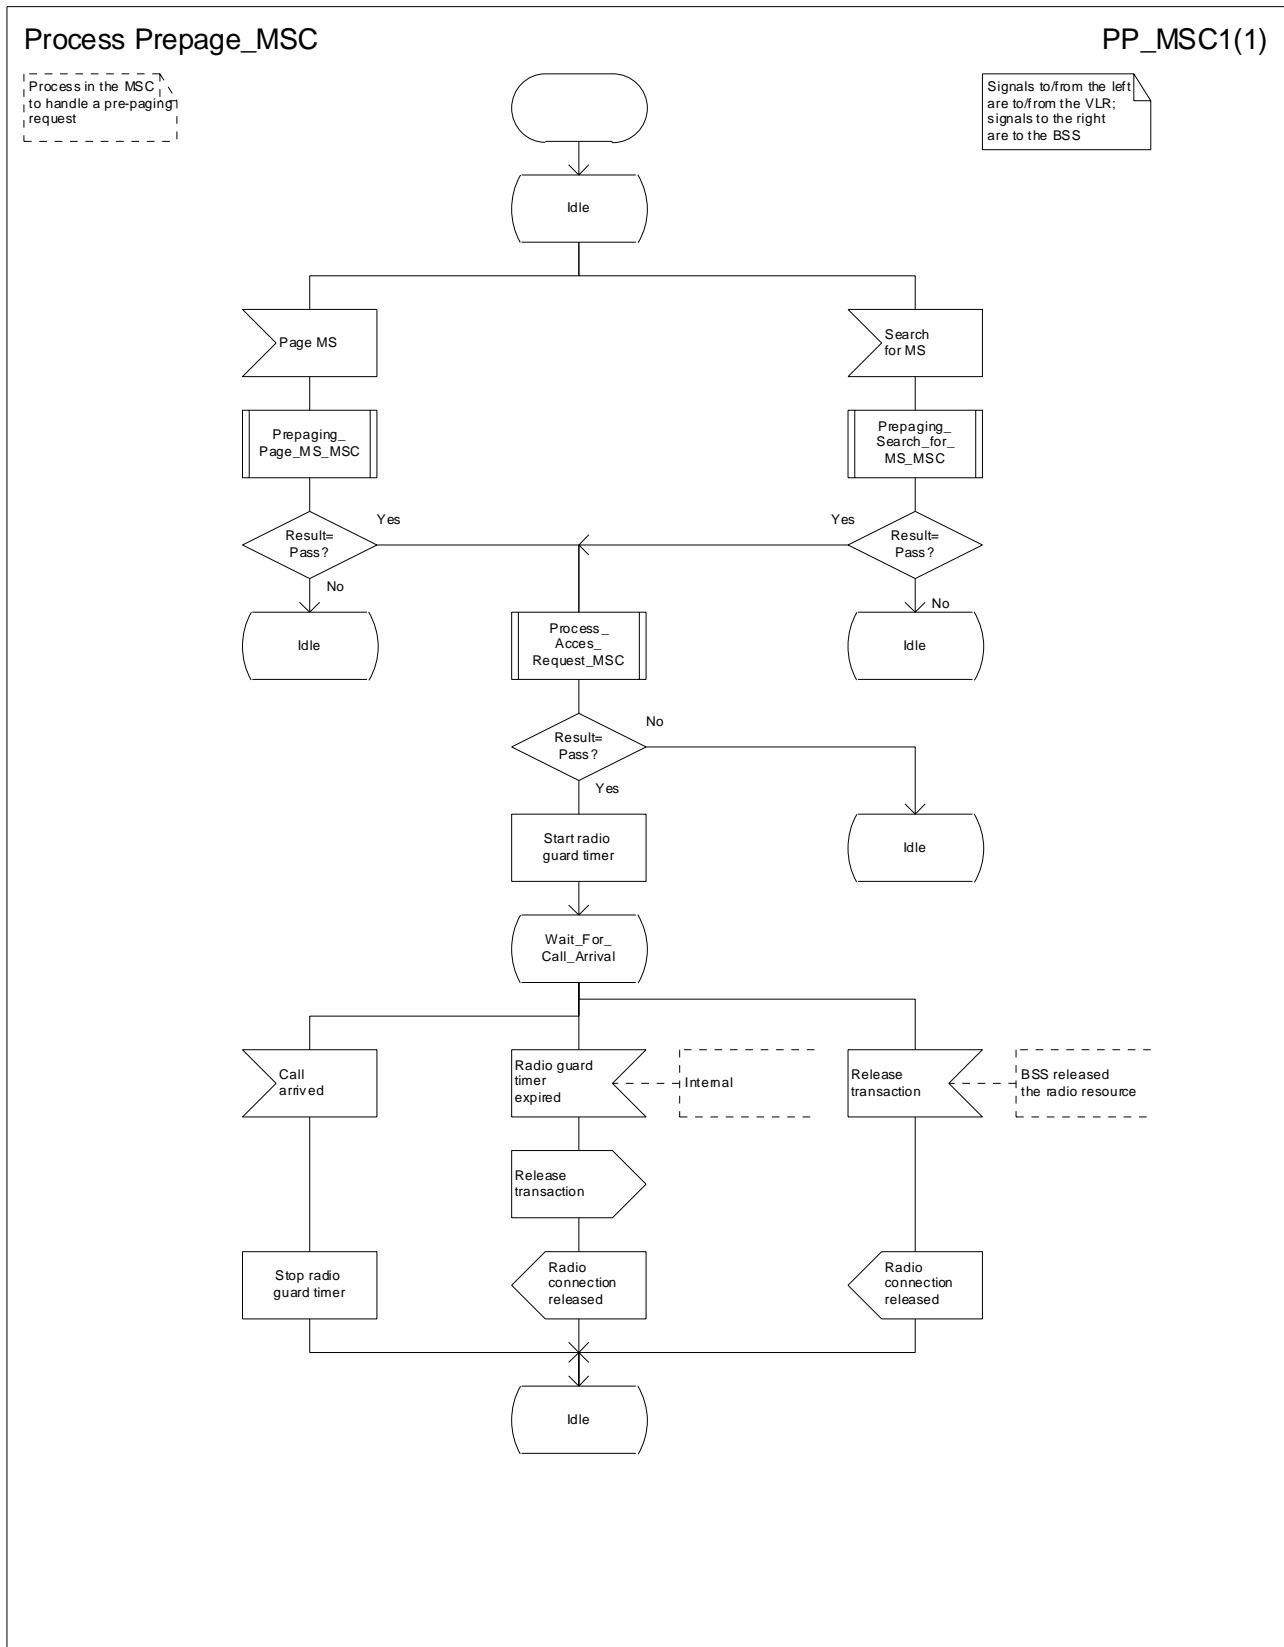 Process Prepage_MSC
PP_MSC1(1)
Process in the MSC
to handle a pre-paging
request
Signals to/from the left
are to/from the VLR;
signals to the right
are to the BSS
Idle
Page MS
Search
for MS
Prepaging_
Page_MS_MSC
Prepaging_
Search_for_
MS_MSC
Result=
Pass?
Yes
No
Yes
Result=
Pass?
No
Idle
Process_
Acces_
Request_MSC
Idle
Result=
Pass?
No
Yes
Start radio
guard timer
Idle
Wait_For_
Call_Arrival
Call
arrived
Radio guard
timer
expired
Internal
Release
transaction
BSS released
the radio resource
Release
transaction
Stop radio
guard timer
Radio
connection
released
Radio
connection
released
Idle